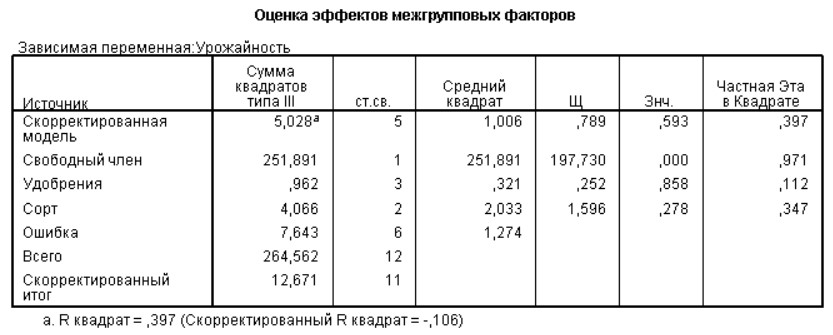 Оценка эффектов межгрупповых факторов
Зависимая переменная:Урожайность
Источник Сумма квадратов типа III ст.св. Средний квадрат Щ Знч. Частная Эта в Квадрате
Скорректированная модель 5,028a 5 1,006 ,789 ,593 ,397
Свободный член 251,891 1 251,891 197,730 ,000 ,971
Удобрения ,962 3 ,321 ,252 ,858 ,112
Сорт 4,066 2 2,033 1,596 ,278 ,347
Ошибка 7,643 6 1,274
Всего 264,562 12
Скорректированный итог 12,671 11
a. R квадрат = ,397 (Скорректированный R квадрат = -,106)